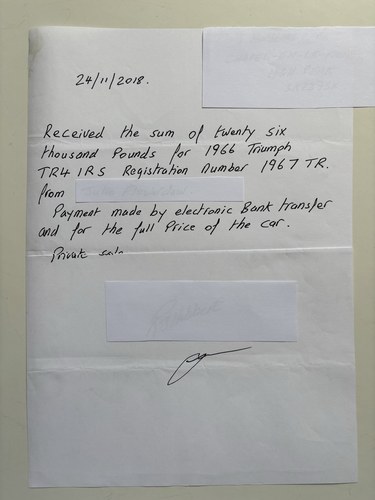 24/11/2018.
Received the sum of twenty six
thousand Pounds for 1966 Triumph
TR4 IRS Registration Number 1967 TR.
from
Payment made by electronic Bank transfer
and for the full Price of the car.
Private sale